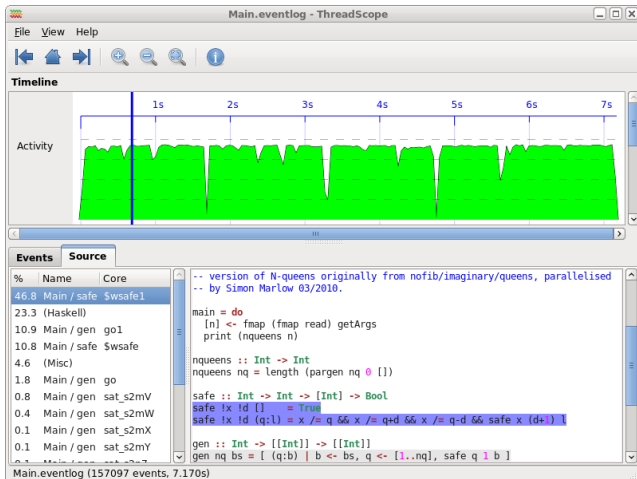 Main.eventlog - ThreadScope
File View Help
Timeline
1s 2s 3s 4s 5s 6s 7s
Activity
Events Source
% Name Core
46.8 Main / safe $wsafe1
23.3 (Haskell)
10.9 Main / gen go1
10.8 Main / safe $wsafe
4.6 (Misc)
1.8 Main / gen go
0.8 Main / gen sat_s2mV
0.4 Main / gen sat_s2mW
0.1 Main / gen sat_s2mX
0.1 Main / gen sat_s2mY
-- version of N-queens originally from nofib/imaginary/queens, parallelised
-- by Simon Marlow 03/2010.
main = do
[n] <- fmap (fmap read) getArgs
print (nqueens n)
nqueens :: Int -> Int
nqueens nq = length (pargen nq 0 [])
safe :: Int -> Int -> [Int] -> Bool
safe !x !d [] = True
safe !x !d (q:l) = x /= q && x /= q+d && x /= q-d && safe x (d+1) l
gen :: Int -> [[Int]] -> [[Int]]
gen nq bs = [ (q:b) | b <- bs, q <- [1..nq], safe q 1 b ]
Main.eventlog (157097 events, 7.170s)